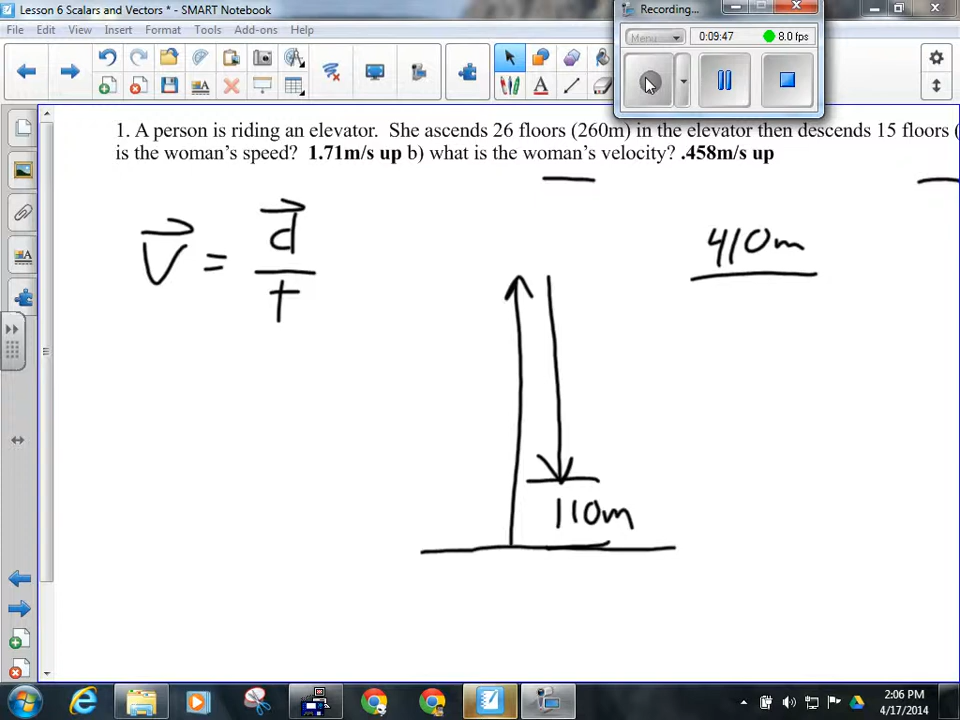 Lesson 6 Scalars and Vectors * - SMART Notebook
Recording...
File Edit View Insert Format Tools Add-ons Help
Menu
0:09:47
8.0 fps
1. A person is riding an elevator. She ascends 26 floors (260m) in the elevator then descends 15 floors (
is the woman's speed? 1.71m/s up b) what is the woman's velocity? .458m/s up
V = d
t
410m
110m
2:06 PM
4/17/2014